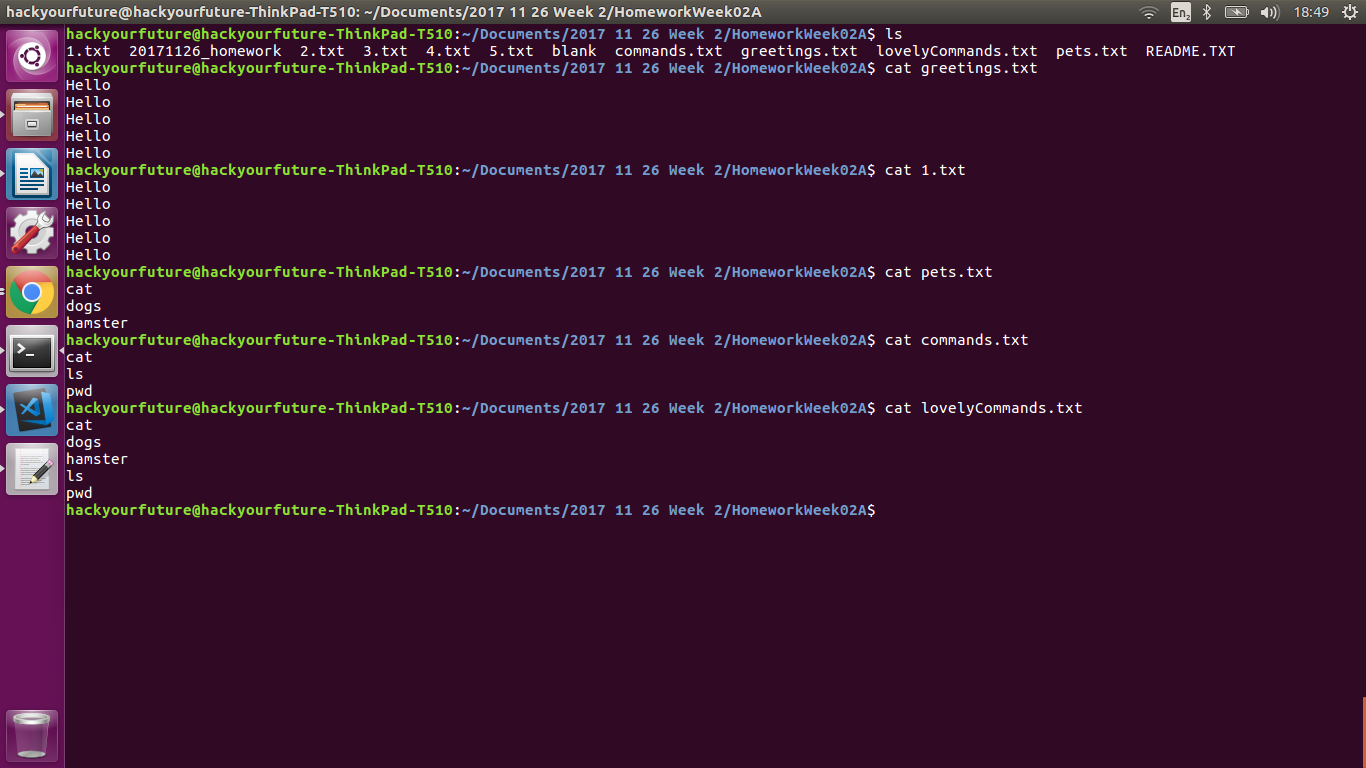 hackyourfuture@hackyourfuture-ThinkPad-T510: ~/Documents/2017 11 26 Week 2/HomeworkWeek02A
En2
18:49
hackyourfuture@hackyourfuture-ThinkPad-T510:~/Documents/2017 11 26 Week 2/HomeworkWeek02A$ ls
1.txt  20171126_homework  2.txt  3.txt  4.txt  5.txt  blank  commands.txt  greetings.txt  lovelyCommands.txt  pets.txt  README.TXT
hackyourfuture@hackyourfuture-ThinkPad-T510:~/Documents/2017 11 26 Week 2/HomeworkWeek02A$ cat greetings.txt
Hello
Hello
Hello
Hello
Hello
hackyourfuture@hackyourfuture-ThinkPad-T510:~/Documents/2017 11 26 Week 2/HomeworkWeek02A$ cat 1.txt
Hello
Hello
Hello
Hello
Hello
hackyourfuture@hackyourfuture-ThinkPad-T510:~/Documents/2017 11 26 Week 2/HomeworkWeek02A$ cat pets.txt
cat
dogs
hamster
hackyourfuture@hackyourfuture-ThinkPad-T510:~/Documents/2017 11 26 Week 2/HomeworkWeek02A$ cat commands.txt
cat
ls
pwd
hackyourfuture@hackyourfuture-ThinkPad-T510:~/Documents/2017 11 26 Week 2/HomeworkWeek02A$ cat lovelyCommands.txt
cat
dogs
hamster
ls
pwd
hackyourfuture@hackyourfuture-ThinkPad-T510:~/Documents/2017 11 26 Week 2/HomeworkWeek02A$